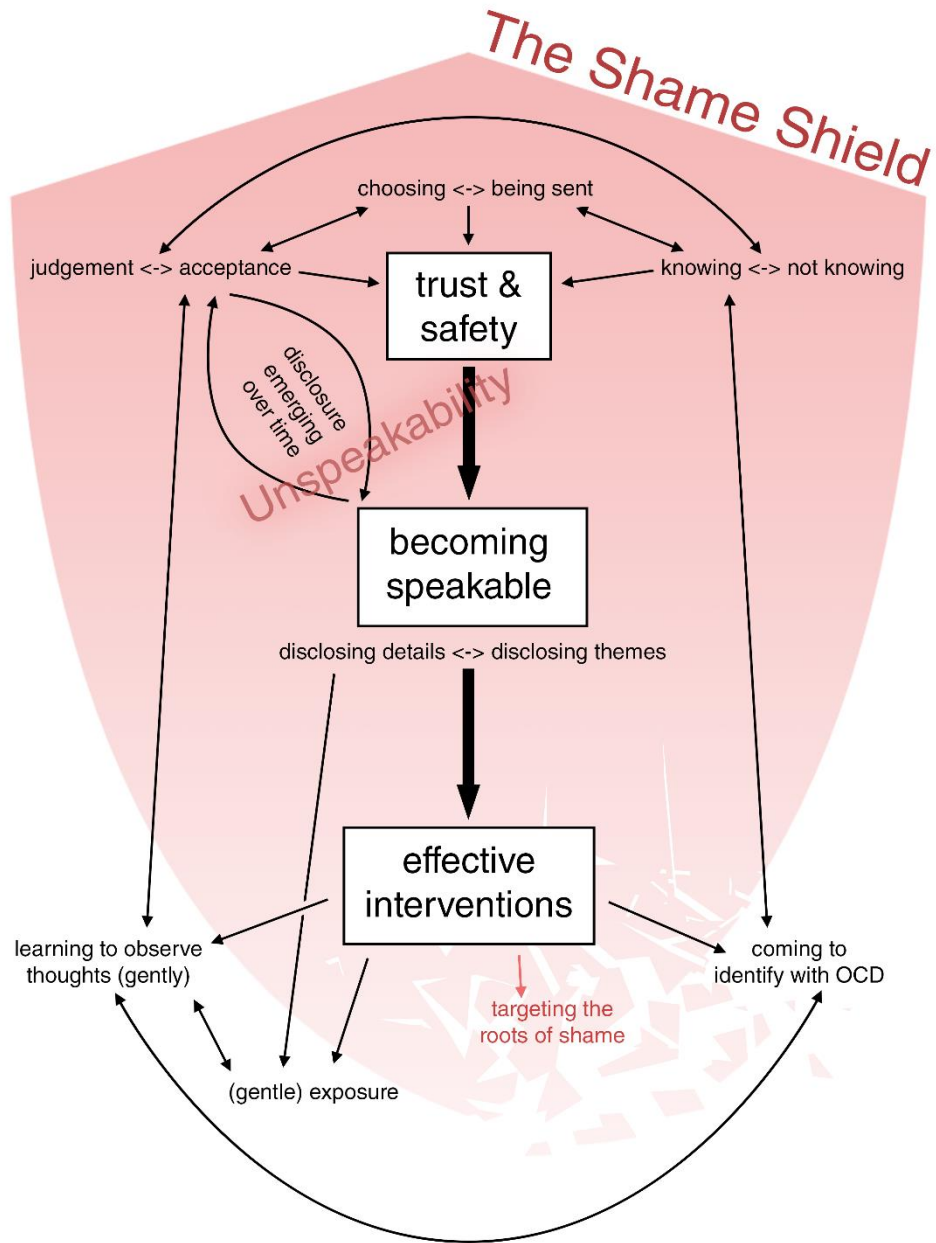 The Shame Shield
choosing <-> being sent
judgement <-> acceptance
knowing <-> not knowing
trust &
safety
disclosure
emerging
over time
Unspeakability
becoming
speakable
disclosing details <-> disclosing themes
effective
interventions
learning to observe
thoughts (gently)
coming to
identify with OCD
targeting the
roots of shame
(gentle) exposure